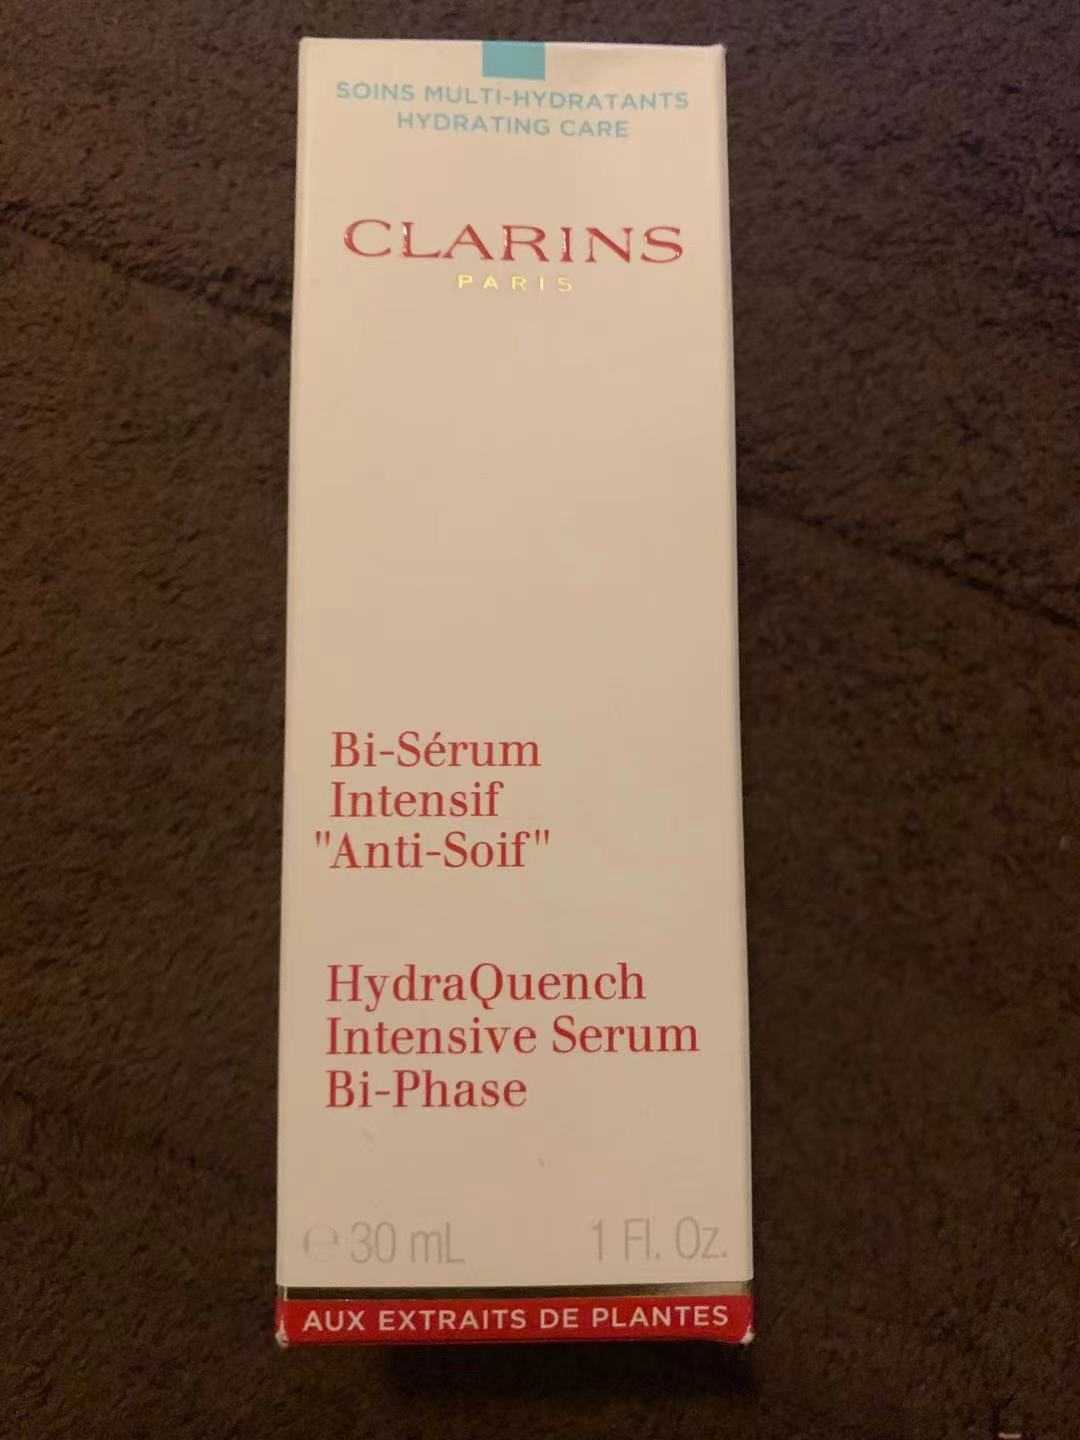 SOINS MULTI-HYDRATANTS
HYDRATING CARE
CLARINS
PARIS
Bi-Sérum
Intensif
"Anti-Soif"
HydraQuench
Intensive Serum
Bi-Phase
℮ 30 mL 1 Fl. Oz.
AUX EXTRAITS DE PLANTES